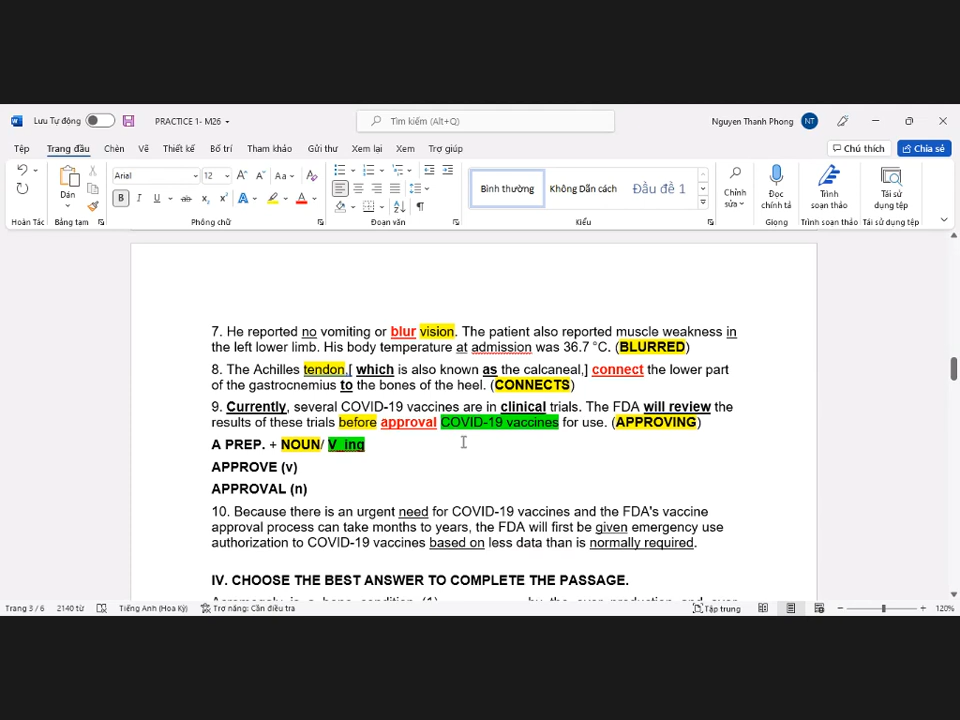 Lưu Tự động
PRACTICE 1- M26
Tìm kiếm (Alt+Q)
Nguyen Thanh Phong
NT
Tệp Trang đầu Chèn Vẽ Thiết kế Bố trí Tham khảo Gửi thư Xem lại Xem Trợ giúp
Chú thích
Chia sẻ
Dán
Arial
12
Bình thường
Không Dãn cách
Đầu đề 1
Chỉnh sửa
Đọc chính tả
Trình soạn thảo
Tái sử dụng tệp
Hoàn Tác Bảng tạm Phông chữ Đoạn văn Kiểu Giọng Trình soạn thảo Tái sử dụng tệp
7. He reported no vomiting or blur vision. The patient also reported muscle weakness in
the left lower limb. His body temperature at admission was 36.7 °C. (BLURRED)
8. The Achilles tendon,[ which is also known as the calcaneal,] connect the lower part
of the gastrocnemius to the bones of the heel. (CONNECTS)
9. Currently, several COVID-19 vaccines are in clinical trials. The FDA will review the
results of these trials before approval COVID-19 vaccines for use. (APPROVING)
A PREP. + NOUN/ V_ing
APPROVE (v)
APPROVAL (n)
10. Because there is an urgent need for COVID-19 vaccines and the FDA's vaccine
approval process can take months to years, the FDA will first be given emergency use
authorization to COVID-19 vaccines based on less data than is normally required.
IV. CHOOSE THE BEST ANSWER TO COMPLETE THE PASSAGE.
Trang 3 / 6 2140 từ Tiếng Anh (Hoa Kỳ) Trợ năng: Cần điều tra Tập trung 120%